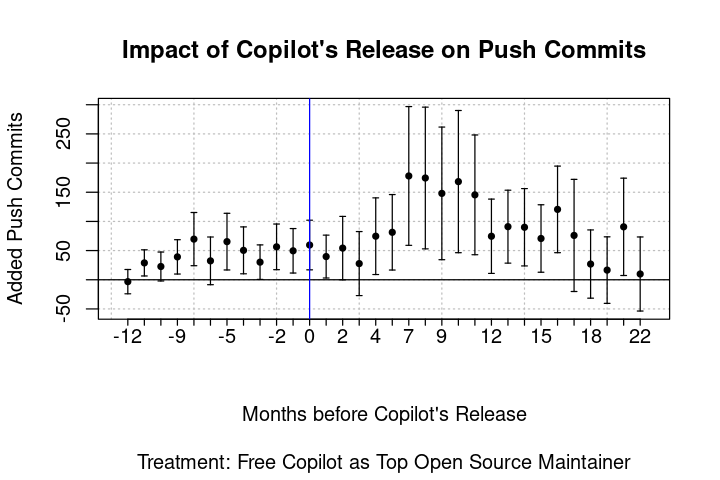 Impact of Copilot's Release on Push Commits
Added Push Commits
250
150
50
-50
-12 -9 -5 -2 0 2 4 7 9 12 15 18 22
Months before Copilot's Release
Treatment: Free Copilot as Top Open Source Maintainer